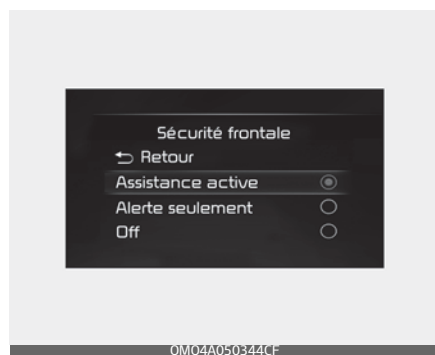 Sécurité frontale
Retour
Assistance active
Alerte seulement
Off
OMO4A050344CF